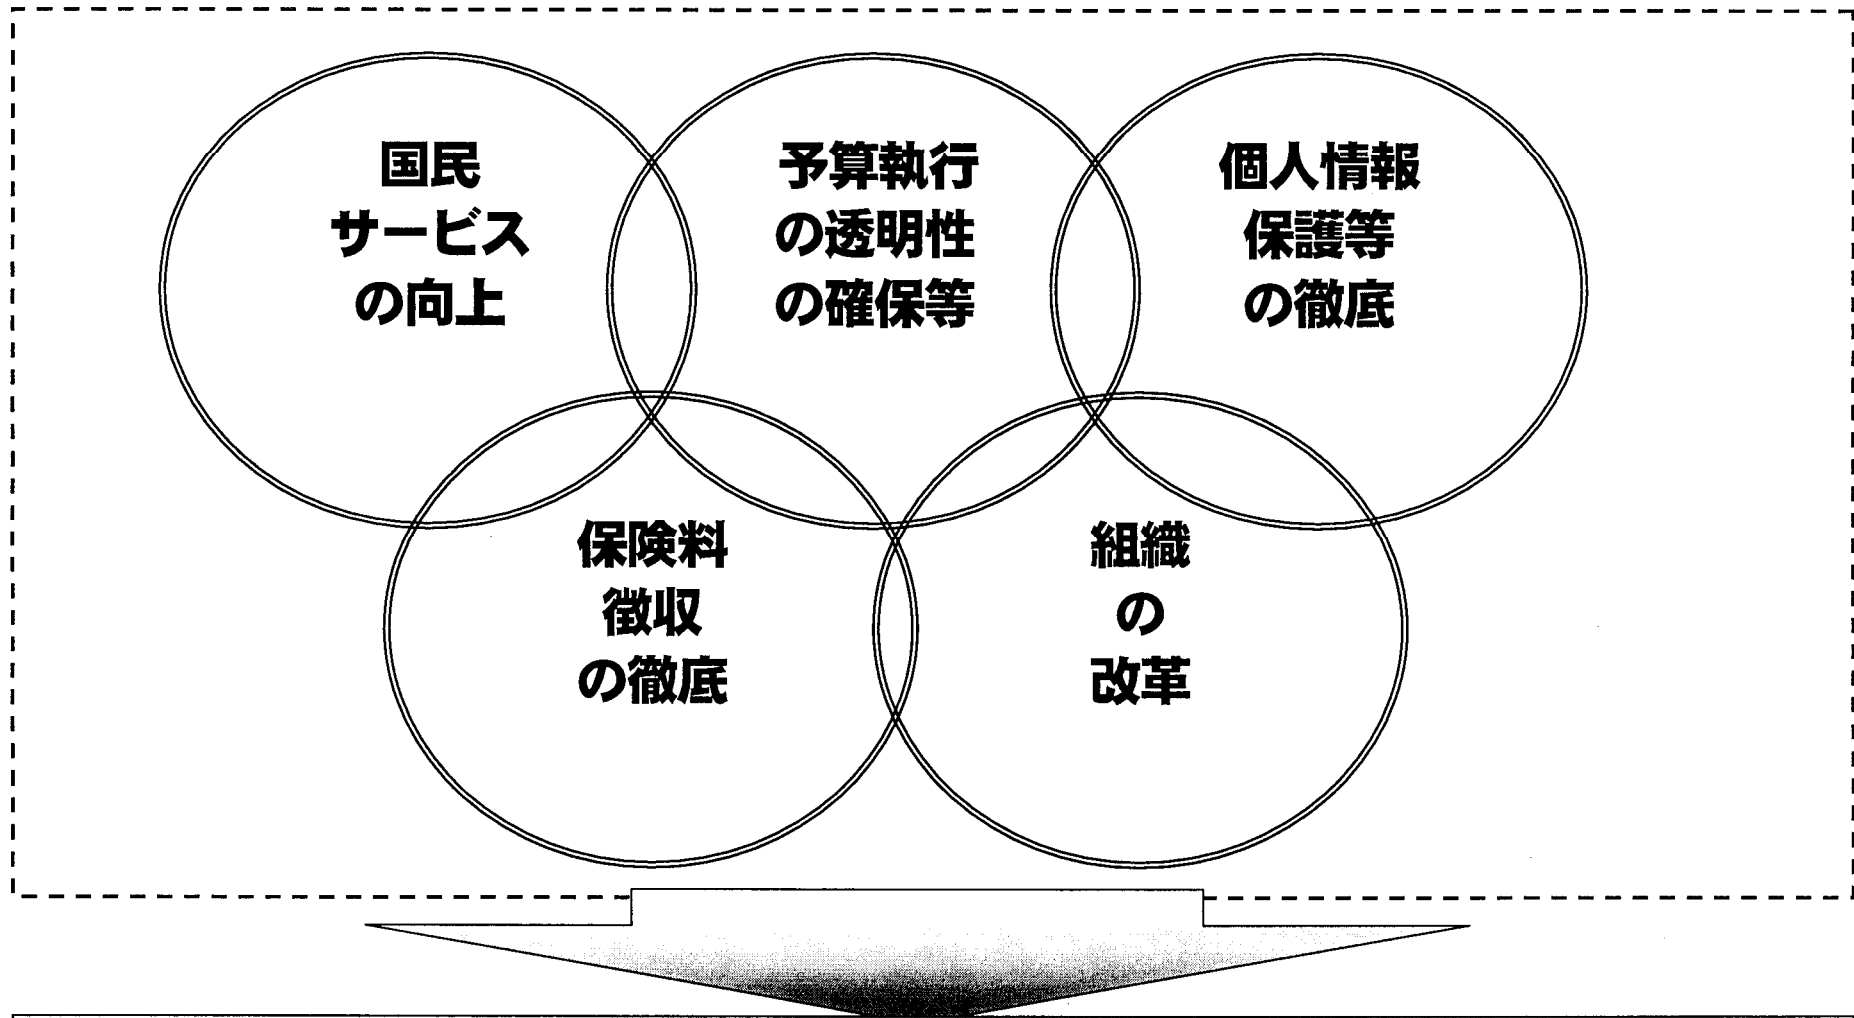 国民
サービス
の向上
予算執行
の透明性
の確保等
個人情報
保護等
の徹底
保険料
徴収
の徹底
組織
の
改革